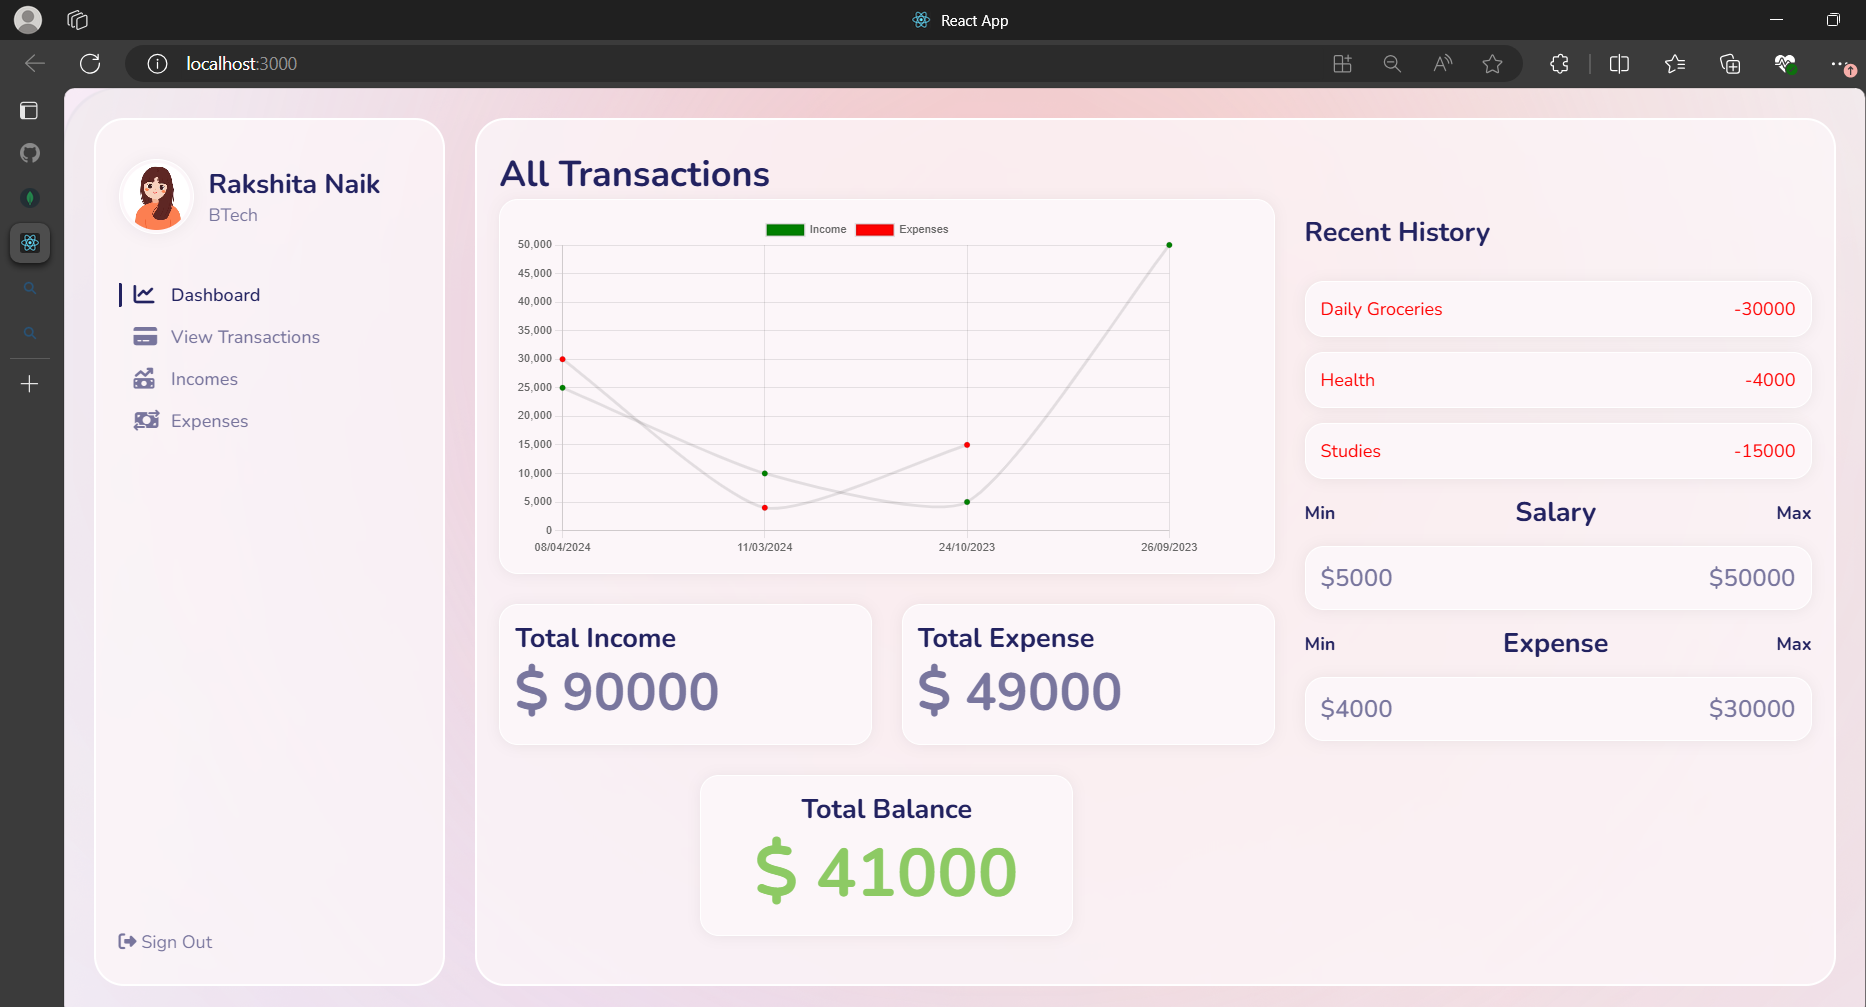 React App
localhost:3000
Rakshita Naik
BTech
Dashboard
View Transactions
Incomes
Expenses
Sign Out
All Transactions
Income Expenses
50,000
45,000
40,000
35,000
30,000
25,000
20,000
15,000
10,000
5,000
0
08/04/2024 11/03/2024 24/10/2023 26/09/2023
Total Income
$ 90000
Total Expense
$ 49000
Total Balance
$ 41000
Recent History
Daily Groceries -30000
Health -4000
Studies -15000
Min Salary Max
$5000 $50000
Min Expense Max
$4000 $30000